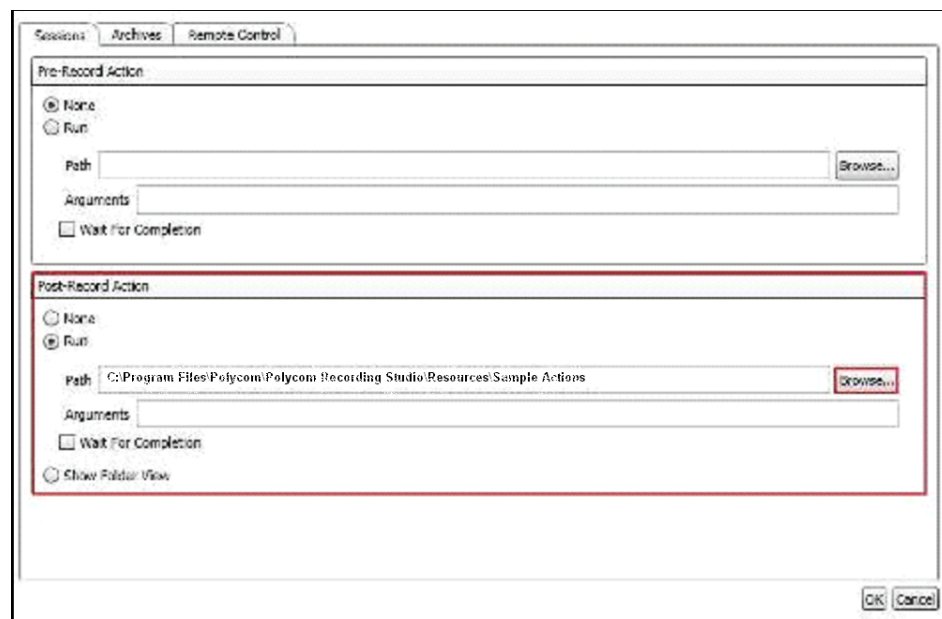 Sessions Archives Remote Control
Pre-Record Action
None
Run
Path Browse...
Arguments
Wait For Completion
Post-Record Action
None
Run
Path C:\Program Files\Polycom\Polycom Recording Studio\Resources\Sample Actions Browse...
Arguments
Wait For Completion
Show Folder View
OK Cancel